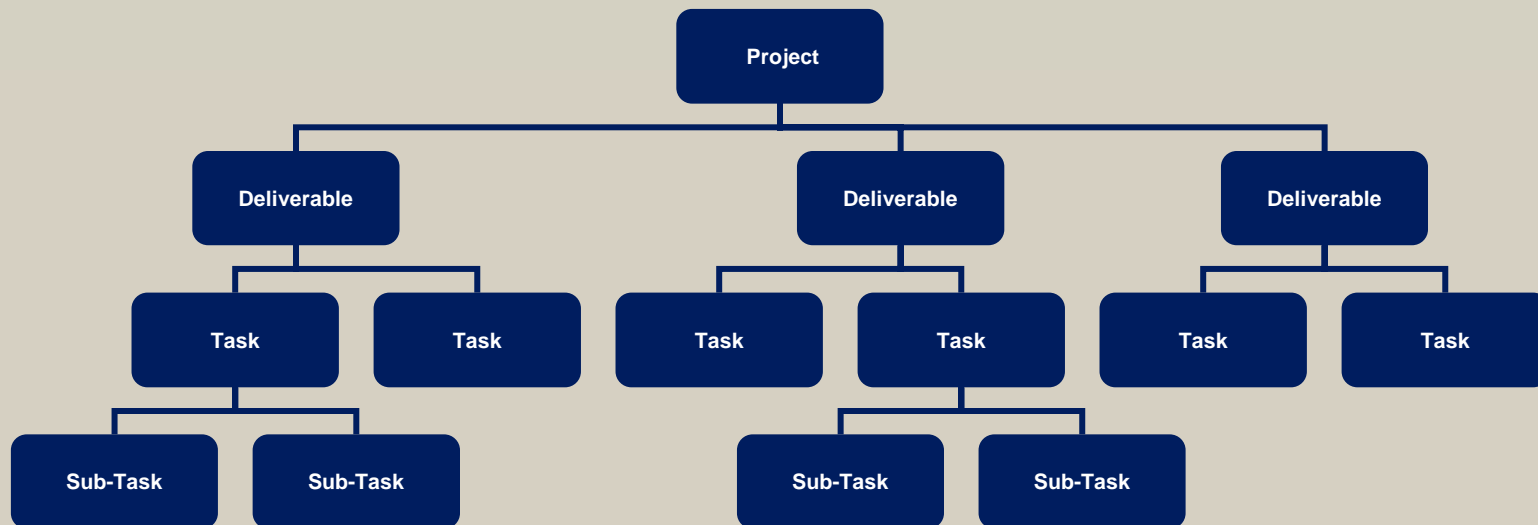 Project
Deliverable
Deliverable
Deliverable
Task
Task
Task
Task
Task
Task
Sub-Task
Sub-Task
Sub-Task
Sub-Task